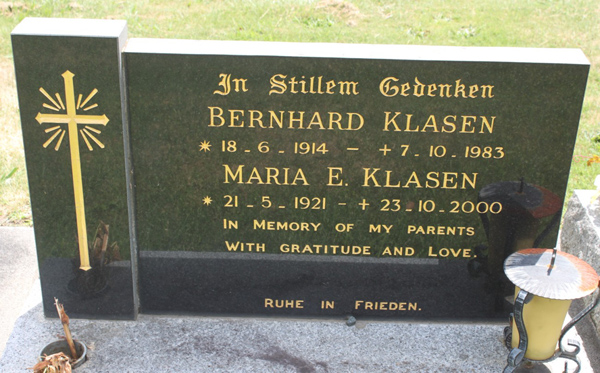 In Stillem Gedenken
BERNHARD KLASEN
* 18 - 6 - 1914 - + 7 - 10 - 1983
MARIA E. KLASEN
* 21 - 5 - 1921 - + 23 - 10 - 2000
IN MEMORY OF MY PARENTS
WITH GRATITUDE AND LOVE.
RUHE IN FRIEDEN.